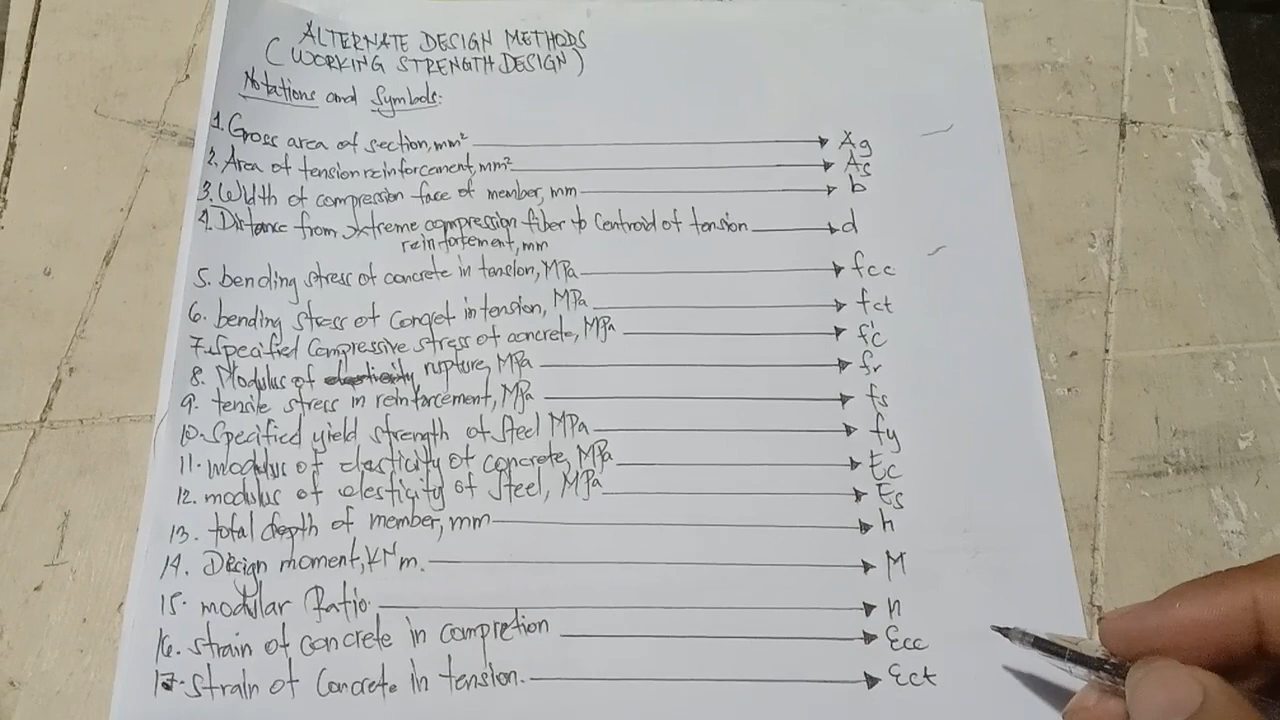 ALTERNATE DESIGN METHODS
(WORKING STRENGTH DESIGN)
Notations and Symbols:
1. Gross area of section, mm² Ag
2. Area of tension reinforcement, mm² As
3. Width of compression face of member, mm b
4. Distance from extreme compression fiber to Centroid of tension d
reinforcement, mm
5. bending stress of concrete in tension, MPa fcc
6. bending stress of Concret in tension, MPa fct
7. Specified Compressive stress of concrete, MPa f'c
8. Modulus of rupture, MPa fr
9. tensile stress in reinforcement, MPa fs
10. Specified yield strength of Steel MPa fy
11. modulus of elasticity of concrete, MPa Ec
12. modulus of elasticity of Steel, MPa Es
13. total depth of member, mm h
14. Design moment, kN m. M
15. modular Ratio. n
16. strain of concrete in compretion Ɛcc
17. Strain of Concrete in tension. Ɛct